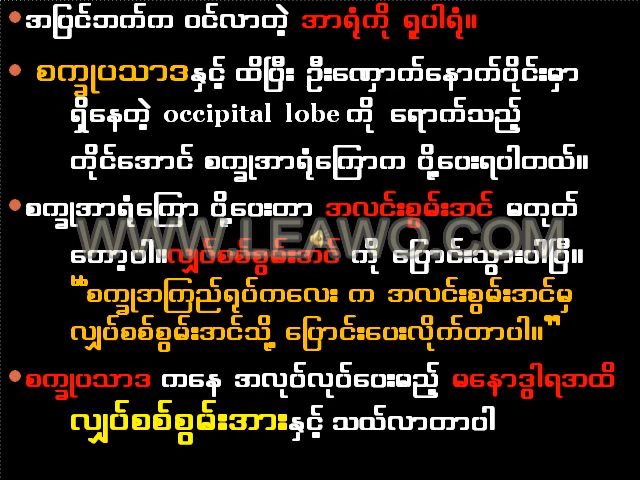 အပြင်ဘက်က ဝင်လာတဲ့ အာရုံကို ရူပါရုံ။
စက္ခုပသာဒနှင့် ထိပြီး ဦးဏှောက်နောက်ပိုင်းမှာ
ရှိနေတဲ့ occipital lobe ကို ရောက်သည့်
တိုင်အောင် စက္ခုအာရုံကြောက ပို့ပေးရပါတယ်။
စက္ခုအာရုံကြော ပို့ပေးတာ အလင်းစွမ်းအင် မဟုတ်
WWW.LEAWO.COM
တော့ပါ။လျှပ်စစ်စွမ်းအင် ကို ပြောင်းသွားပါပြီ။
“စက္ခုအကြည်ရုပ်ကလေး က အလင်းစွမ်းအင်မှ
လျှပ်စစ်စွမ်းအင်သို့ ပြောင်းပေးလိုက်တာပါ။”
စက္ခုပသာဒ ကနေ အလုပ်လုပ်ပေးမည့် မနောဒွါရအထိ
လျှပ်စစ်စွမ်းအားနှင့် သယ်လာတာပါ